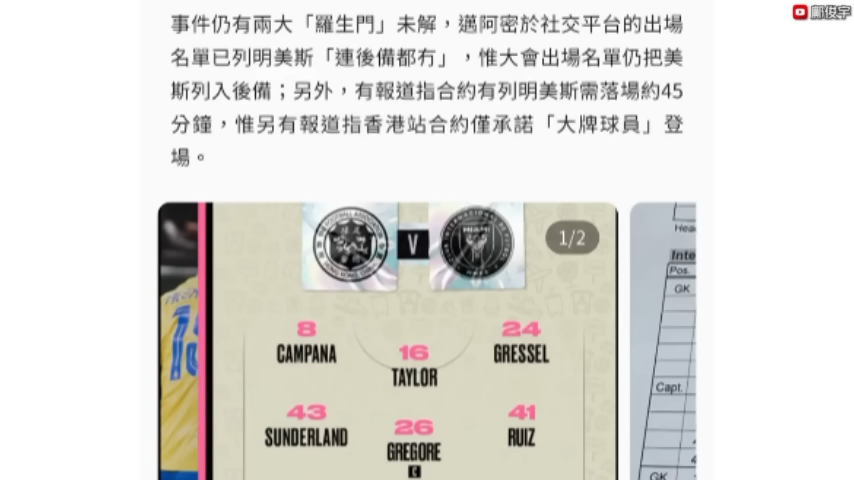 鄺俊宇
事件仍有兩大「羅生門」未解，邁阿密於社交平台的出場
名單已列明美斯「連後備都冇」，惟大會出場名單仍把美
斯列入後備；另外，有報道指合約有列明美斯需落場約45
分鐘，惟另有報道指香港站合約僅承諾「大牌球員」登
場。
V
MIAMI
1/2
8
CAMPANA
16
TAYLOR
24
GRESSEL
43
SUNDERLAND
26
GREGORE
C
41
RUIZ
Inte
Pos.
GK
Capt.
GK